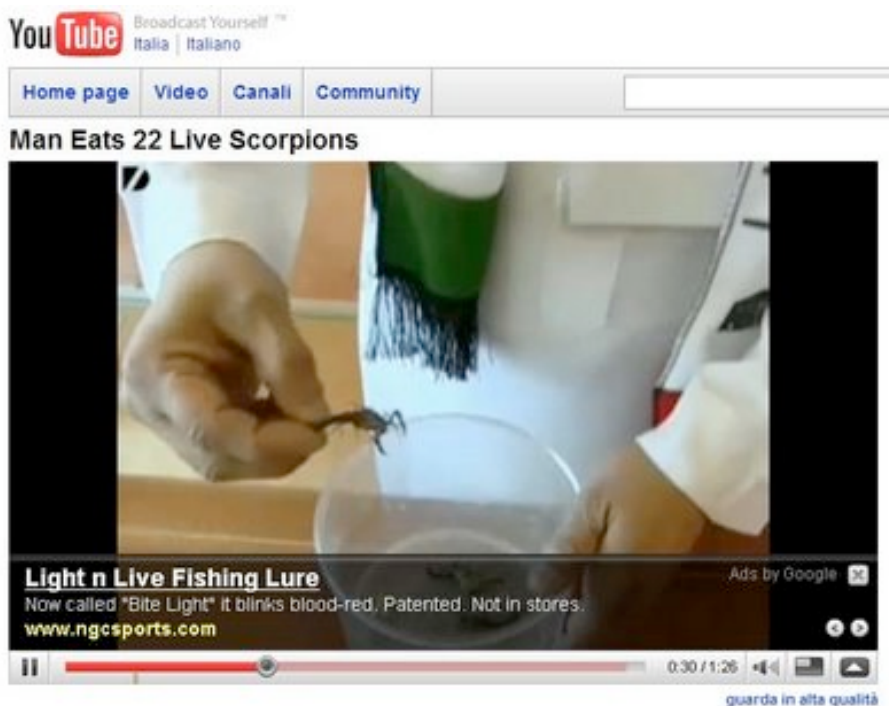 You Tube
Broadcast Yourself ™
Italia | Italiano
Home page Video Canali Community
Man Eats 22 Live Scorpions
Light n Live Fishing Lure
Ads by Google
Now called "Bite Light" it blinks blood-red. Patented. Not in stores.
www.ngcsports.com
0:30 / 1:26
guarda in alta qualità